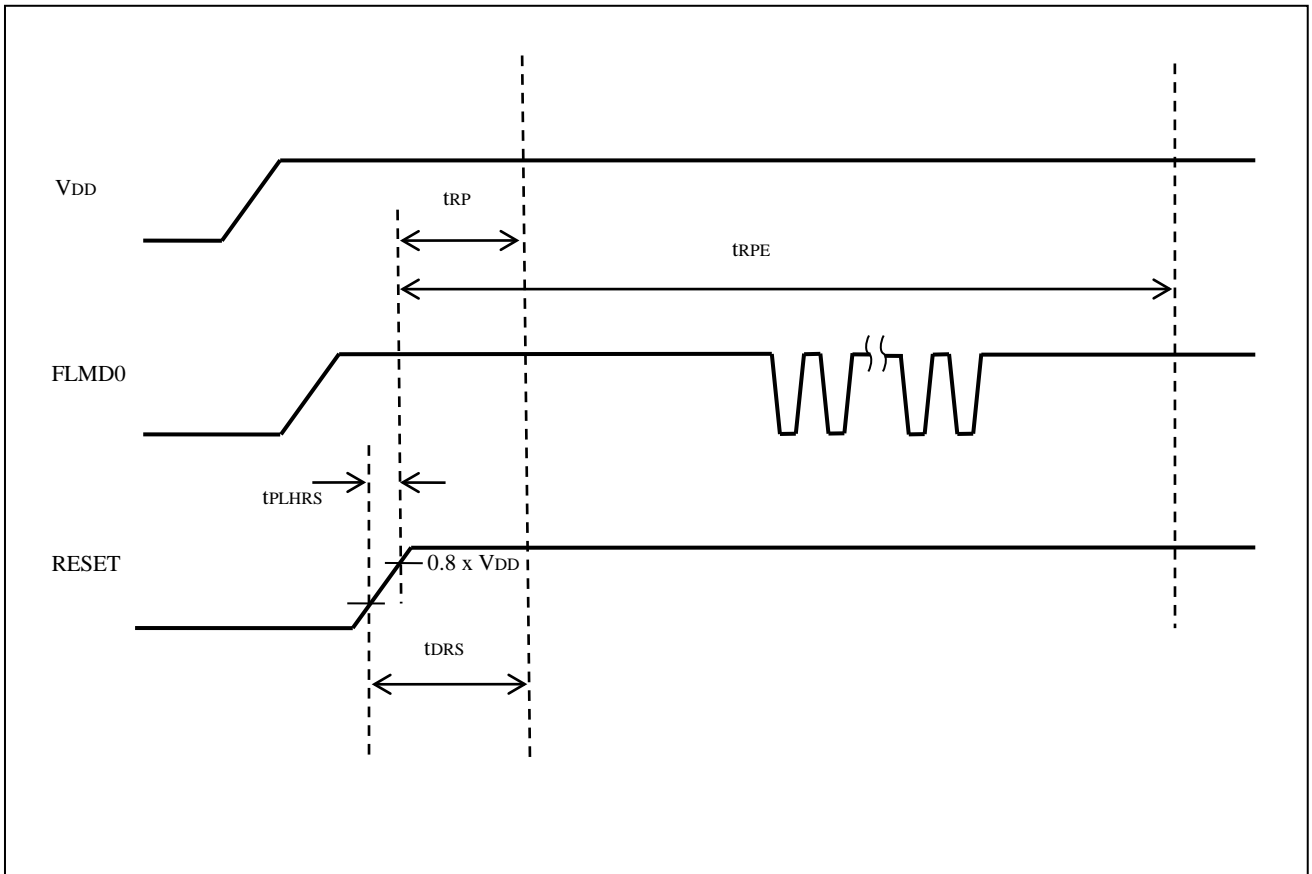 VDD
tRP
tRPE
FLMD0
tPLHRS
RESET
0.8 x VDD
tDRS